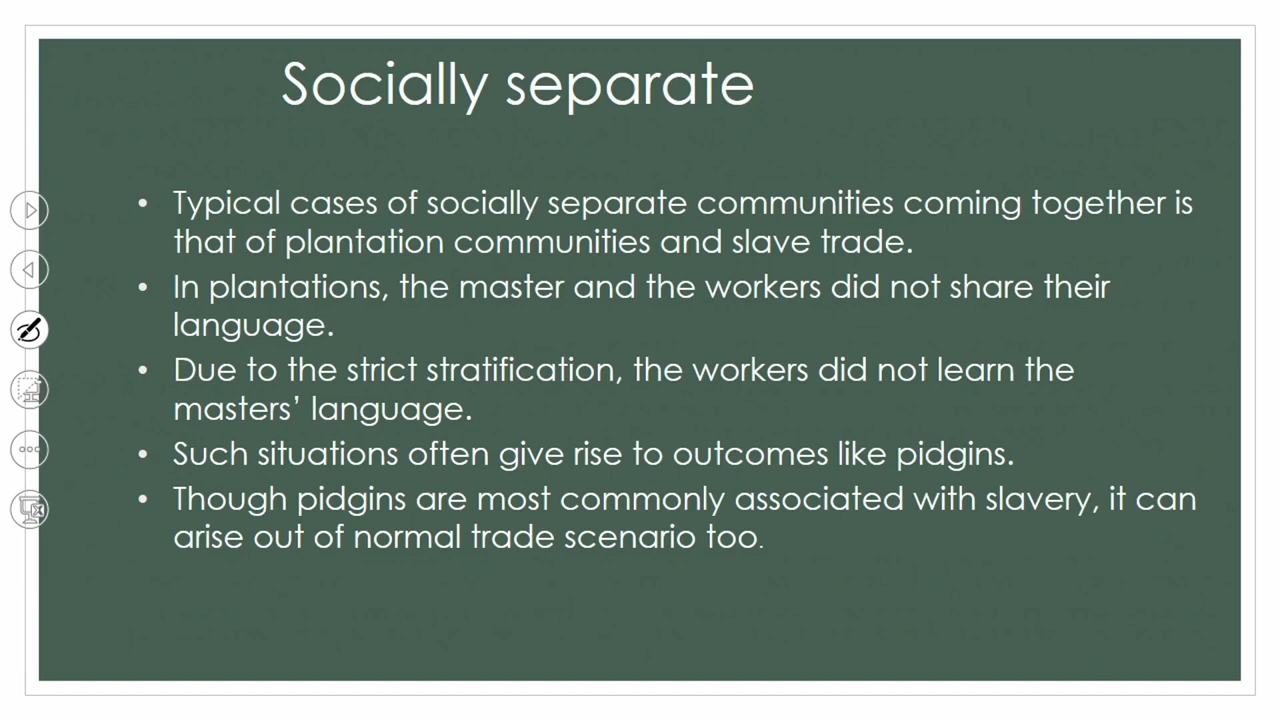 Socially separate
• Typical cases of socially separate communities coming together is
that of plantation communities and slave trade.
• In plantations, the master and the workers did not share their
language.
• Due to the strict stratification, the workers did not learn the
masters’ language.
• Such situations often give rise to outcomes like pidgins.
• Though pidgins are most commonly associated with slavery, it can
arise out of normal trade scenario too.